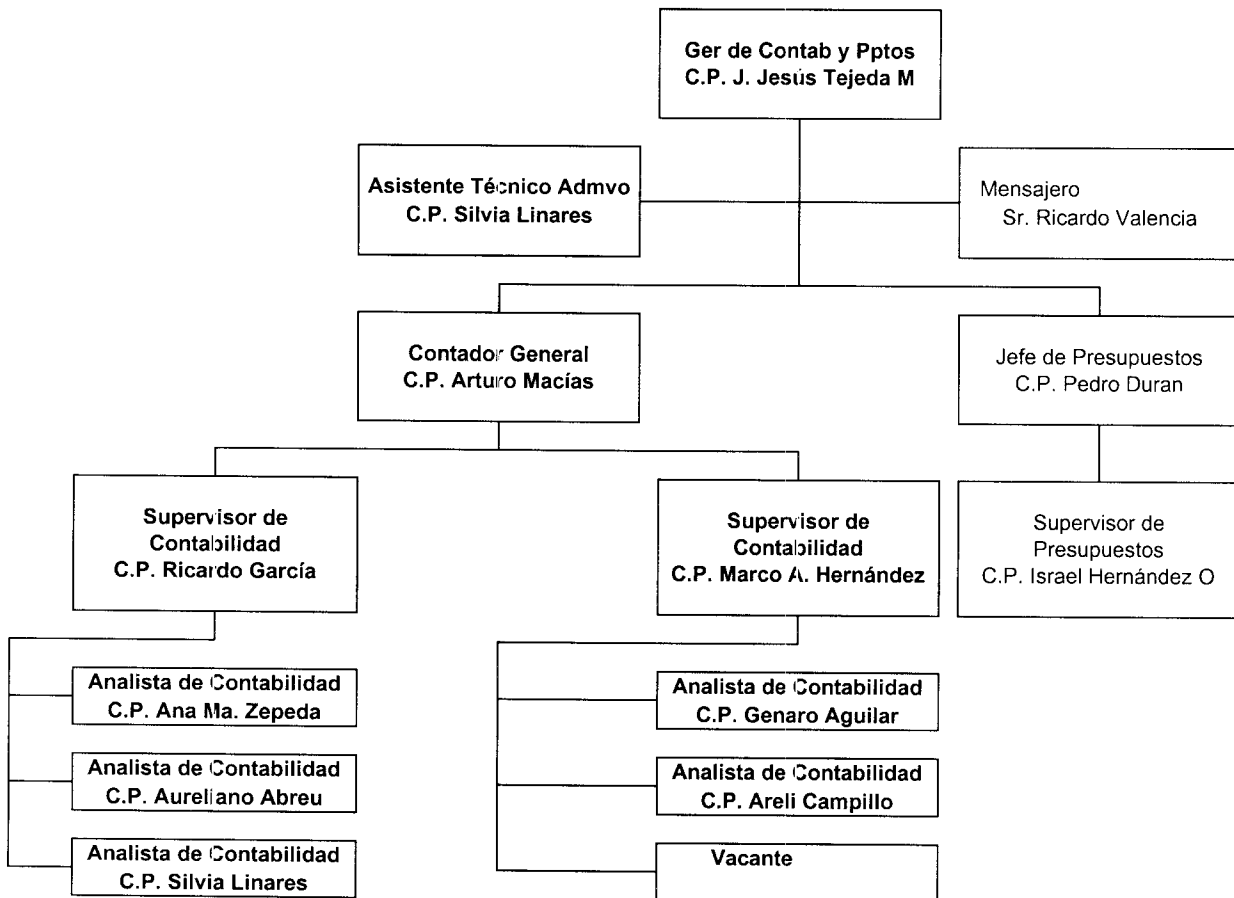 Ger de Contab y Pptos
C.P. J. Jesús Tejeda M
Asistente Técnico Admvo
C.P. Silvia Linares
Mensajero
Sr. Ricardo Valencia
Contador General
C.P. Arturo Macías
Jefe de Presupuestos
C.P. Pedro Duran
Supervisor de
Contabilidad
C.P. Ricardo García
Supervisor de
Contabilidad
C.P. Marco A. Hernández
Supervisor de
Presupuestos
C.P. Israel Hernández O
Analista de Contabilidad
C.P. Ana Ma. Zepeda
Analista de Contabilidad
C.P. Aureliano Abreu
Analista de Contabilidad
C.P. Silvia Linares
Analista de Contabilidad
C.P. Genaro Aguilar
Analista de Contabilidad
C.P. Areli Campillo
Vacante